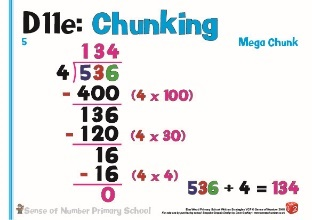 D11e: Chunking
5
Mega Chunk
134
4 536
- 400 (4 x 100)
136
- 120 (4 x 30)
16
- 16 (4 x 4)
0
536 ÷ 4 = 134
Sense of Number Primary School